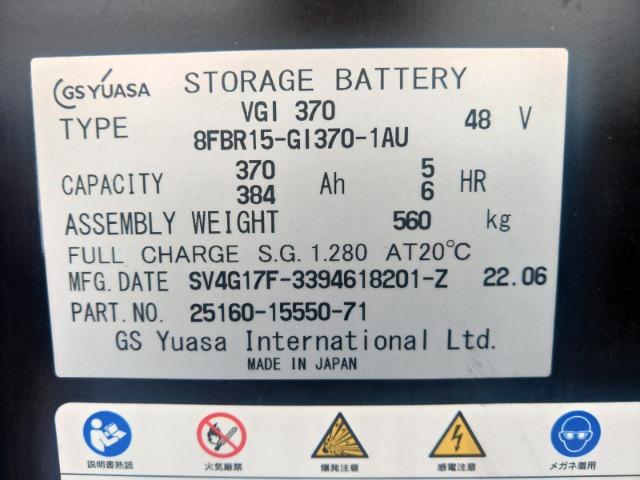 GS YUASA STORAGE BATTERY
TYPE VGI 370 48 V
8FBR15-GI370-1AU
CAPACITY 370 Ah 5 HR
384 6
ASSEMBLY WEIGHT 560 kg
FULL CHARGE S.G. 1.280 AT20℃
MFG. DATE SV4G17F-3394618201-Z 22.06
PART. NO. 25160-15550-71
GS Yuasa International Ltd.
MADE IN JAPAN
説明書熟読 火気厳禁 爆発注意 感電注意 メガネ着用